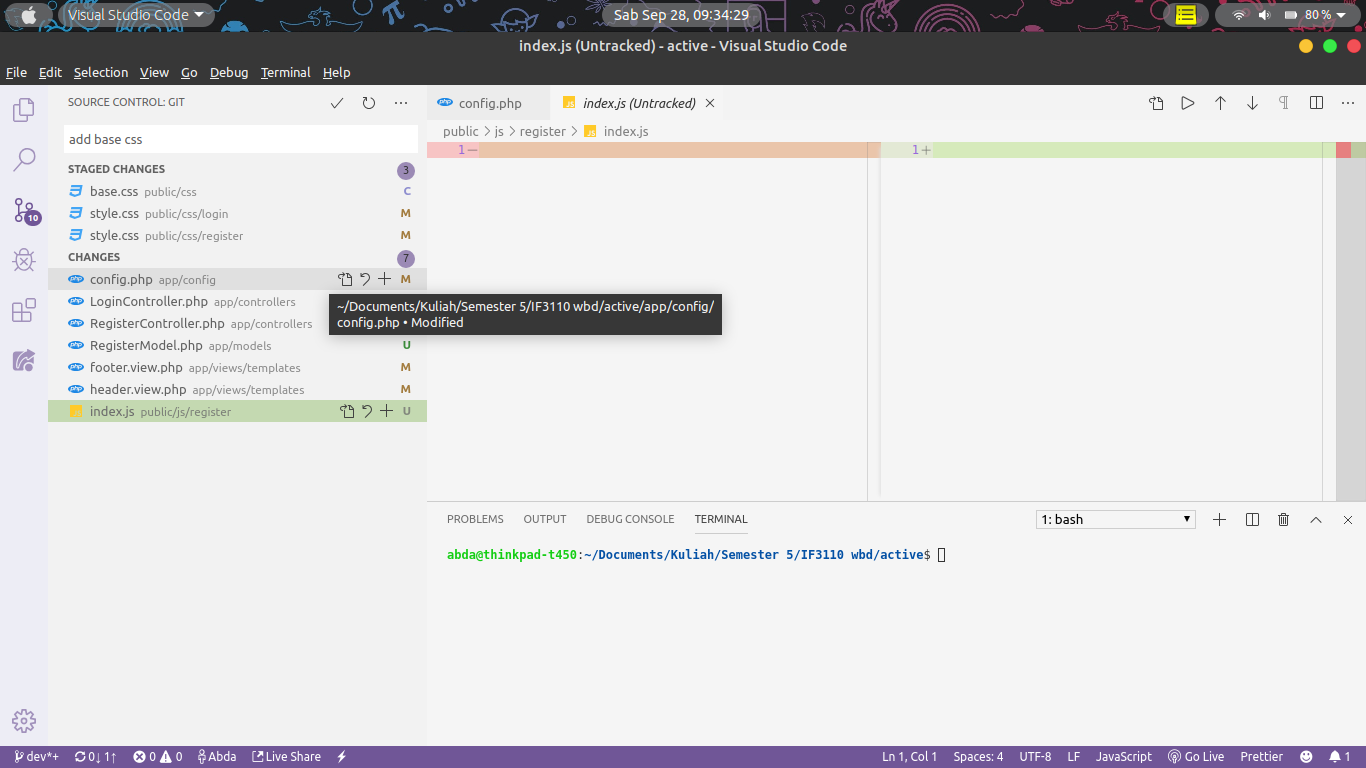 Visual Studio Code
Sab Sep 28, 09:34:29
80 %
index.js (Untracked) - active - Visual Studio Code
File Edit Selection View Go Debug Terminal Help
SOURCE CONTROL: GIT
add base css
STAGED CHANGES 3
base.css public/css C
style.css public/css/login M
style.css public/css/register M
CHANGES 7
config.php app/config M
LoginController.php app/controllers
RegisterController.php app/controllers
RegisterModel.php app/models U
footer.view.php app/views/templates M
header.view.php app/views/templates M
index.js public/js/register U
~/Documents/Kuliah/Semester 5/IF3110 wbd/active/app/config/
config.php • Modified
10
php config.php JS index.js (Untracked) ×
public > js > register > JS index.js
1 — 1 +
PROBLEMS OUTPUT DEBUG CONSOLE TERMINAL 1: bash
abda@thinkpad-t450:~/Documents/Kuliah/Semester 5/IF3110 wbd/active$
dev*+ 0↓ 1↑ 0 0 Abda Live Share Ln 1, Col 1 Spaces: 4 UTF-8 LF JavaScript Go Live Prettier 1